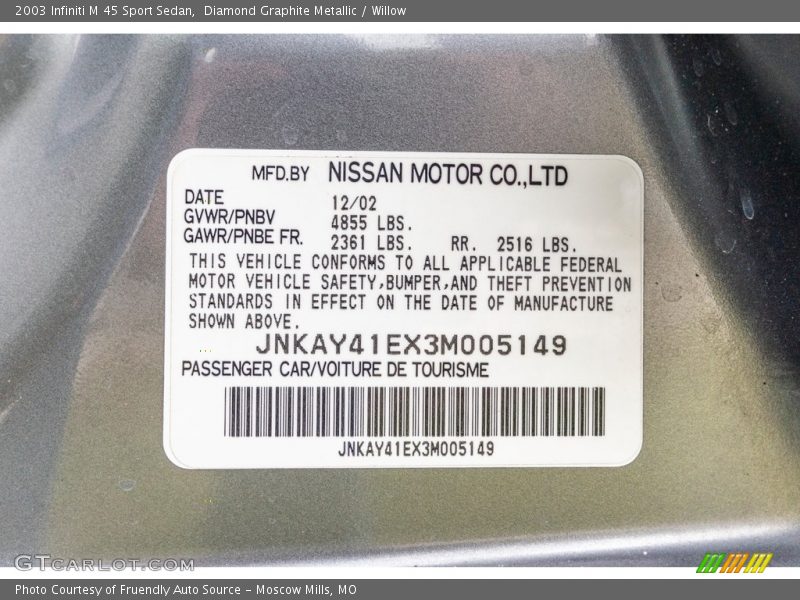 2003 Infiniti M 45 Sport Sedan,  Diamond Graphite Metallic / Willow
MFD.BY NISSAN MOTOR CO.,LTD
DATE 12/02
GVWR/PNBV 4855 LBS.
GAWR/PNBE FR. 2361 LBS. RR. 2516 LBS.
THIS VEHICLE CONFORMS TO ALL APPLICABLE FEDERAL
MOTOR VEHICLE SAFETY,BUMPER,AND THEFT PREVENTION
STANDARDS IN EFFECT ON THE DATE OF MANUFACTURE
SHOWN ABOVE.
JNKAY41EX3M005149
PASSENGER CAR/VOITURE DE TOURISME
JNKAY41EX3M005149
GTcarlot.com
Photo Courtesy of Fruendly Auto Source - Moscow Mills, MO